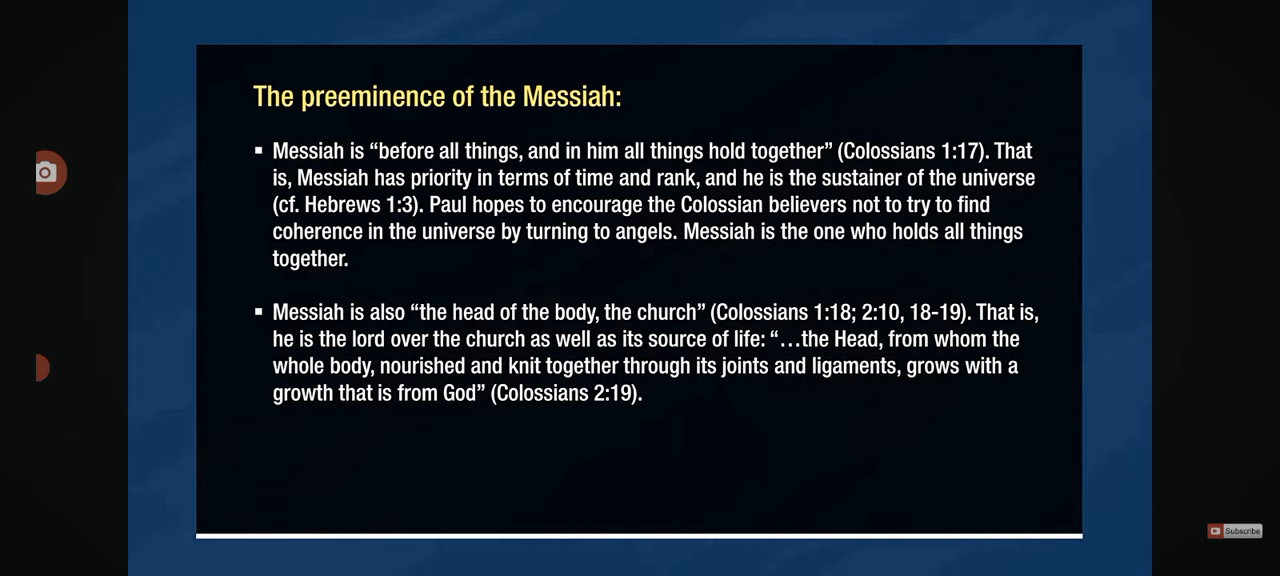 The preeminence of the Messiah:
▪ Messiah is “before all things, and in him all things hold together” (Colossians 1:17). That
is, Messiah has priority in terms of time and rank, and he is the sustainer of the universe
(cf. Hebrews 1:3). Paul hopes to encourage the Colossian believers not to try to find
coherence in the universe by turning to angels. Messiah is the one who holds all things
together.
▪ Messiah is also “the head of the body, the church” (Colossians 1:18; 2:10, 18-19). That is,
he is the lord over the church as well as its source of life: “…the Head, from whom the
whole body, nourished and knit together through its joints and ligaments, grows with a
growth that is from God” (Colossians 2:19).
Subscribe